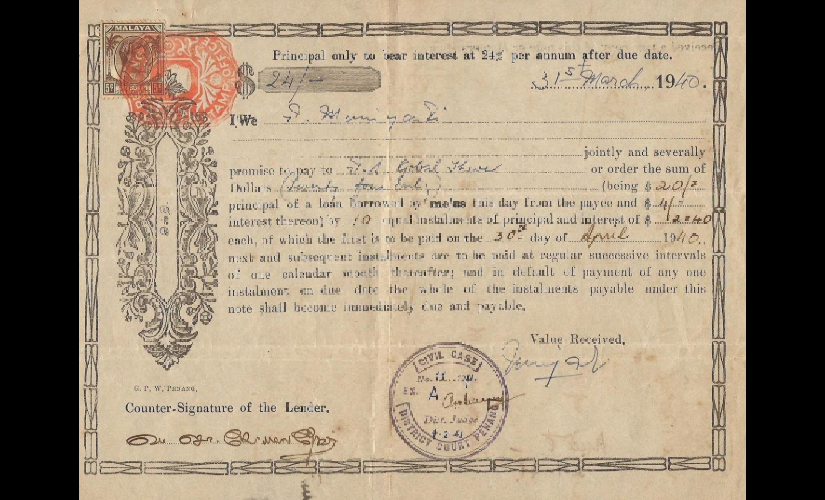 MALAYA
Principal only to bear interest at 24% per annum after due date.
$ 24/-
31st March 1940.
I/We
jointly and severally
promise to pay to or order the sum of
Dollars (twenty four only) (being $ 20/-
principal of a loan borrowed by me/us this day from the payee and $ 4/-
interest thereon) by 10 equal instalments of principal and interest of $ 2=40
each, of which the first is to be paid on the 30th day of April 1940.
next and subsequent instalments are to be paid at regular successive intervals
of one calendar month thereafter; and in default of payment of any one
instalment on due date the whole of the instalments payable under this
note shall become immediately due and payable.
Value Received,
CIVIL CASE
No. 11
EX. A
Dist. Judge
DISTRICT COURT PENANG
G. P. W. PENANG.
Counter-Signature of the Lender.